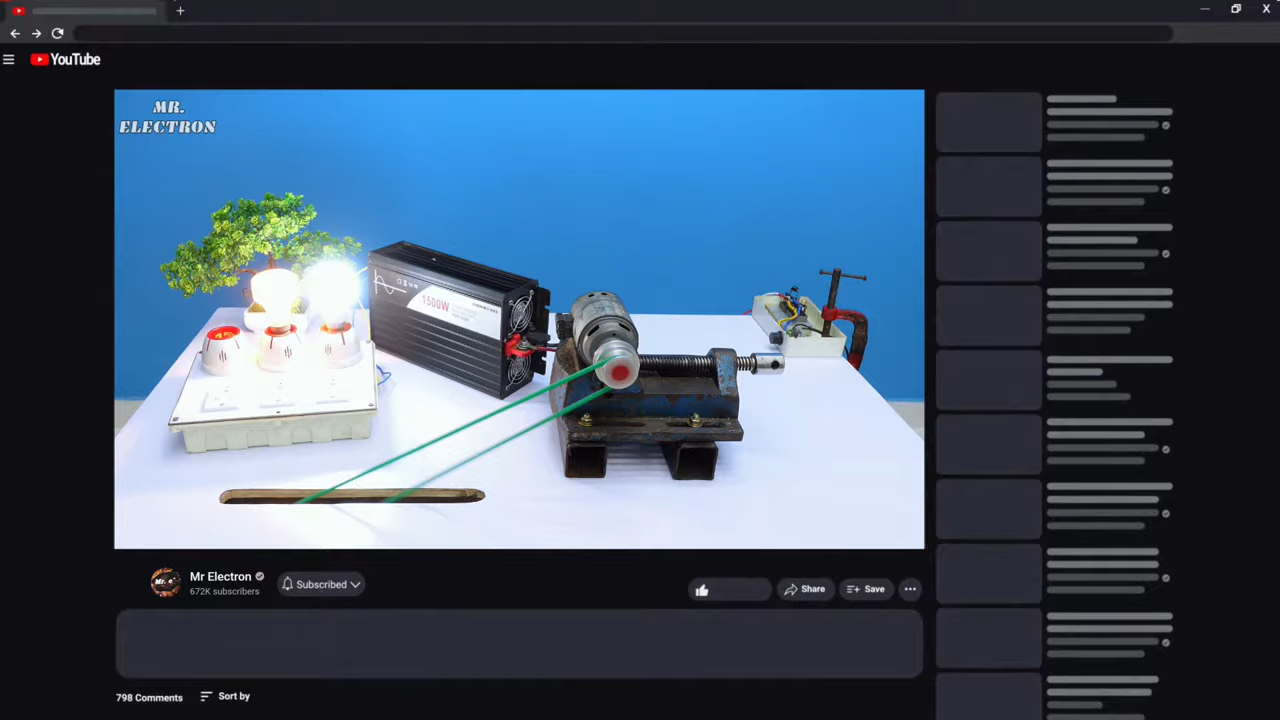 YouTube
MR.
ELECTRON
1500W
Mr Electron
672K subscribers
Subscribed
Share
Save
798 Comments
Sort by